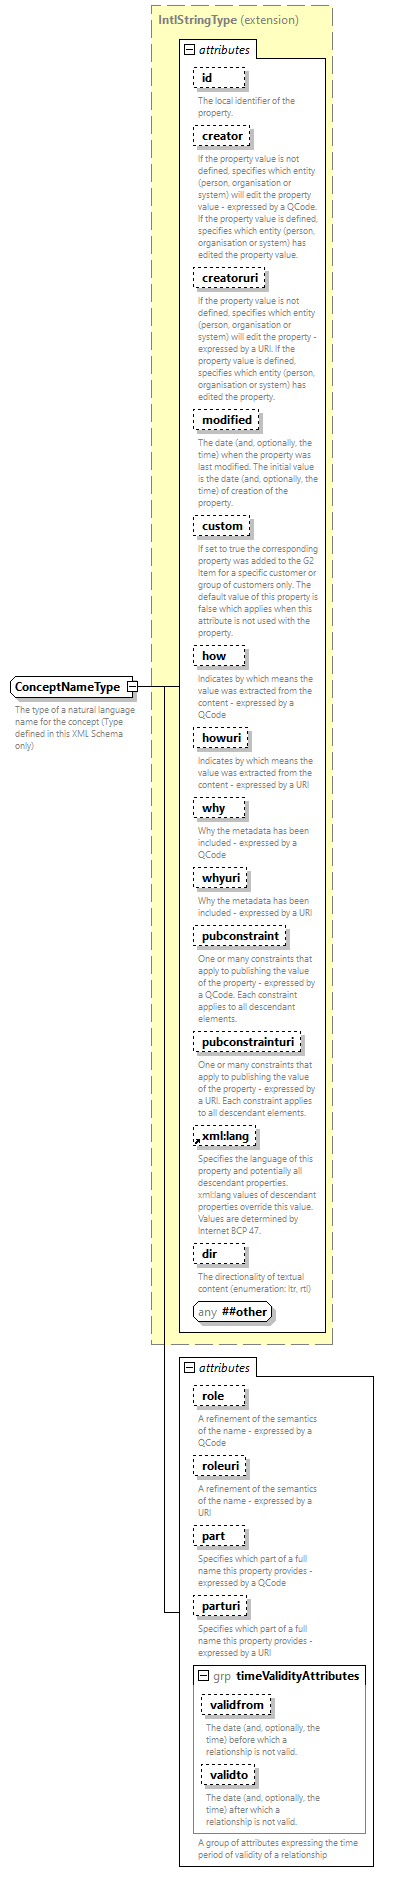 IntlStringType (extension)
attributes
id
The local identifier of the
property.
creator
If the property value is not
defined, specifies which entity
(person, organisation or
system) will edit the property
value - expressed by a QCode.
If the property value is defined,
specifies which entity (person,
organisation or system) has
edited the property value.
creatoruri
If the property value is not
defined, specifies which entity
(person, organisation or
system) will edit the property -
expressed by a URI. If the
property value is defined,
specifies which entity (person,
organisation or system) has
edited the property.
modified
The date (and, optionally, the
time) when the property was
last modified. The initial value
is the date (and, optionally, the
time) of creation of the
property.
custom
If set to true the corresponding
property was added to the G2
Item for a specific customer or
group of customers only. The
default value of this property is
false which applies when this
attribute is not used with the
property.
how
Indicates by which means the
value was extracted from the
content - expressed by a
QCode
ConceptNameType
The type of a natural language
name for the concept (Type
defined in this XML Schema
only)
howuri
Indicates by which means the
value was extracted from the
content - expressed by a URI
why
Why the metadata has been
included - expressed by a
QCode
whyuri
Why the metadata has been
included - expressed by a URI
pubconstraint
One or many constraints that
apply to publishing the value
of the property - expressed by
a QCode. Each constraint
applies to all descendant
elements.
pubconstrainturi
One or many constraints that
apply to publishing the value
of the property - expressed by
a URI. Each constraint applies
to all descendant elements.
xml:lang
Specifies the language of this
property and potentially all
descendant properties.
xml:lang values of descendant
properties override this value.
Values are determined by
Internet BCP 47.
dir
The directionality of textual
content (enumeration: ltr, rtl)
any ##other
attributes
role
A refinement of the semantics
of the name - expressed by a
QCode
roleuri
A refinement of the semantics
of the name - expressed by a
URI
part
Specifies which part of a full
name this property provides -
expressed by a QCode
parturi
Specifies which part of a full
name this property provides -
expressed by a URI
grp timeValidityAttributes
validfrom
The date (and, optionally, the
time) before which a
relationship is not valid.
validto
The date (and, optionally, the
time) after which a
relationship is not valid.
A group of attributes expressing the time
period of validity of a relationship